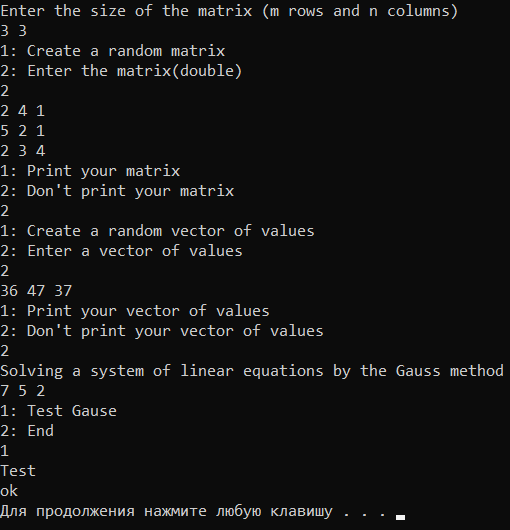 Enter the size of the matrix (m rows and n columns)
3 3
1: Create a random matrix
2: Enter the matrix(double)
2
2 4 1
5 2 1
2 3 4
1: Print your matrix
2: Don't print your matrix
2
1: Create a random vector of values
2: Enter a vector of values
2
36 47 37
1: Print your vector of values
2: Don't print your vector of values
2
Solving a system of linear equations by the Gauss method
7 5 2
1: Test Gause
2: End
1
Test
ok
Для продолжения нажмите любую клавишу . . .